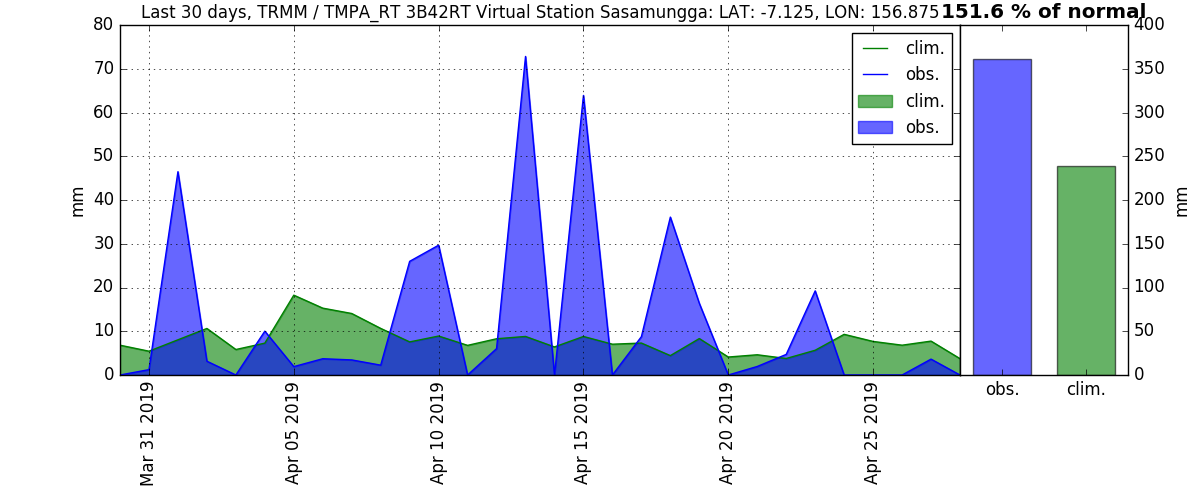 Last 30 days, TRMM / TMPA_RT 3B42RT Virtual Station Sasamungga: LAT: -7.125, LON: 156.875
151.6 % of normal
80
70
60
50
40
30
20
10
0
mm
clim.
obs.
clim.
obs.
Mar 31 2019
Apr 05 2019
Apr 10 2019
Apr 15 2019
Apr 20 2019
Apr 25 2019
400
350
300
250
200
150
100
50
0
mm
obs.
clim.